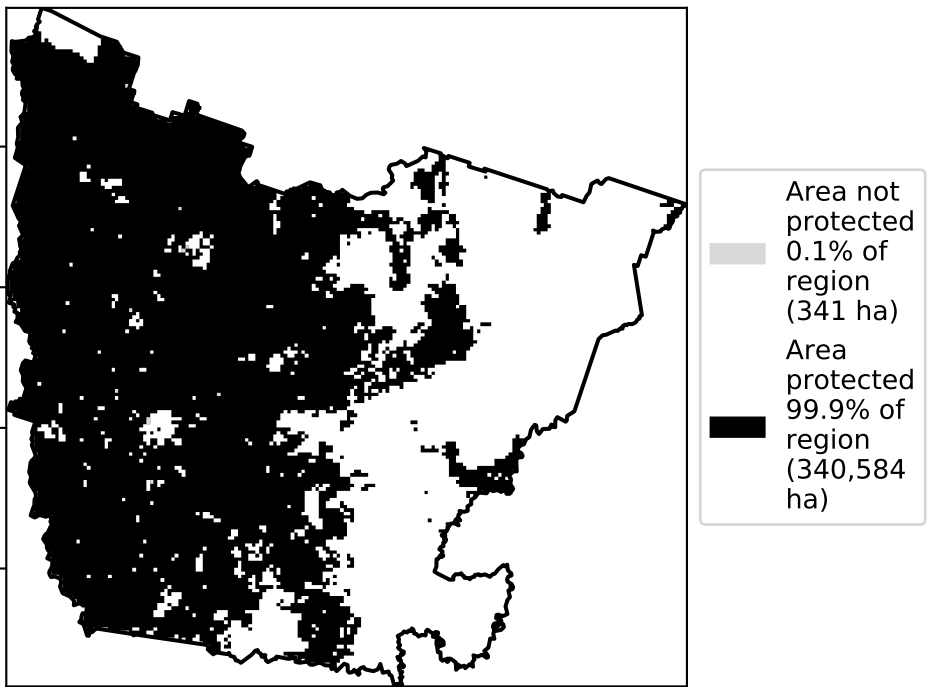 Area not
protected
0.1% of
region
(341 ha)
Area
protected
99.9% of
region
(340,584
ha)